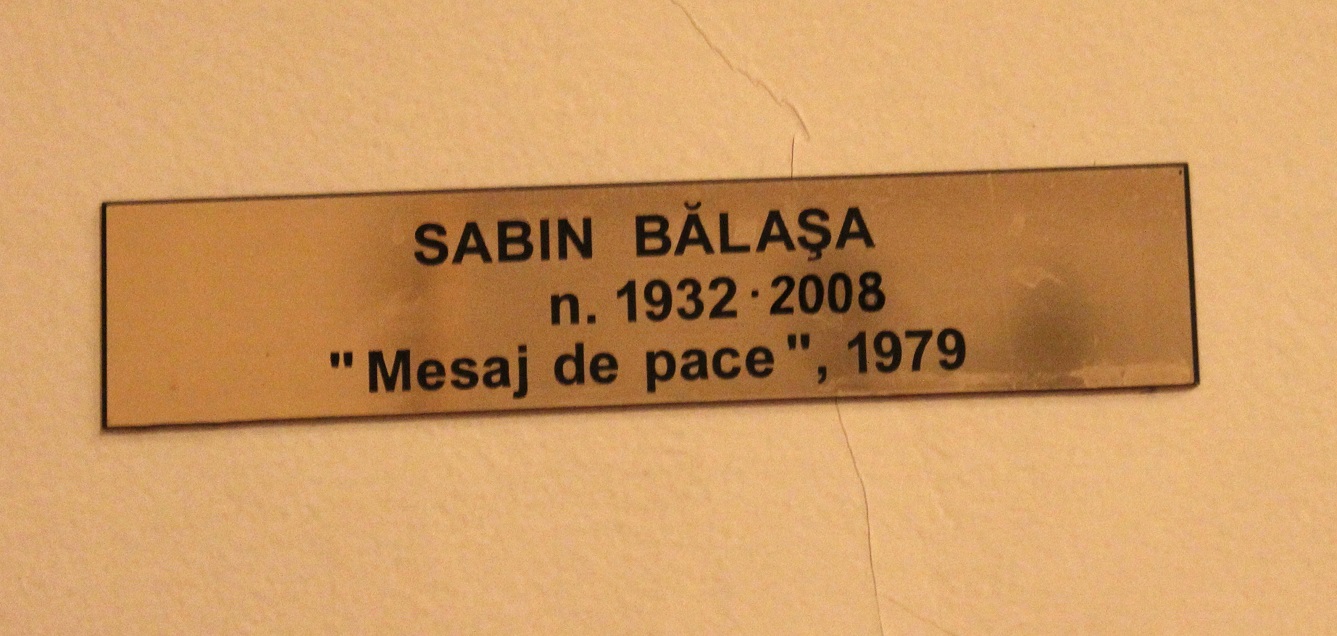 SABIN BĂLAŞA
n. 1932·2008
"Mesaj de pace", 1979